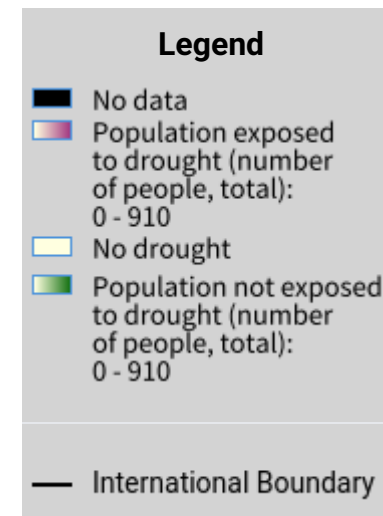 Legend
No data
Population exposed
to drought (number
of people, total):
0 - 910
No drought
Population not exposed
to drought (number
of people, total):
0 - 910
International Boundary